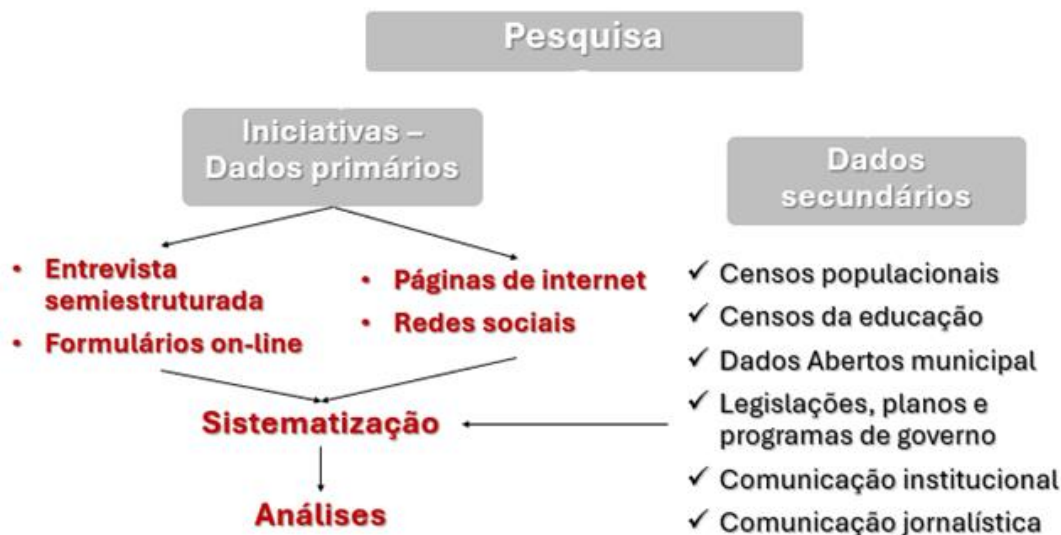 Pesquisa
Iniciativas –
Dados primários
Dados
secundários
• Entrevista
semiestruturada
• Formulários on-line
• Páginas de internet
• Redes sociais
✓ Censos populacionais
✓ Censos da educação
✓ Dados Abertos municipal
✓ Legislações, planos e
programas de governo
✓ Comunicação institucional
✓ Comunicação jornalística
Sistematização
Análises